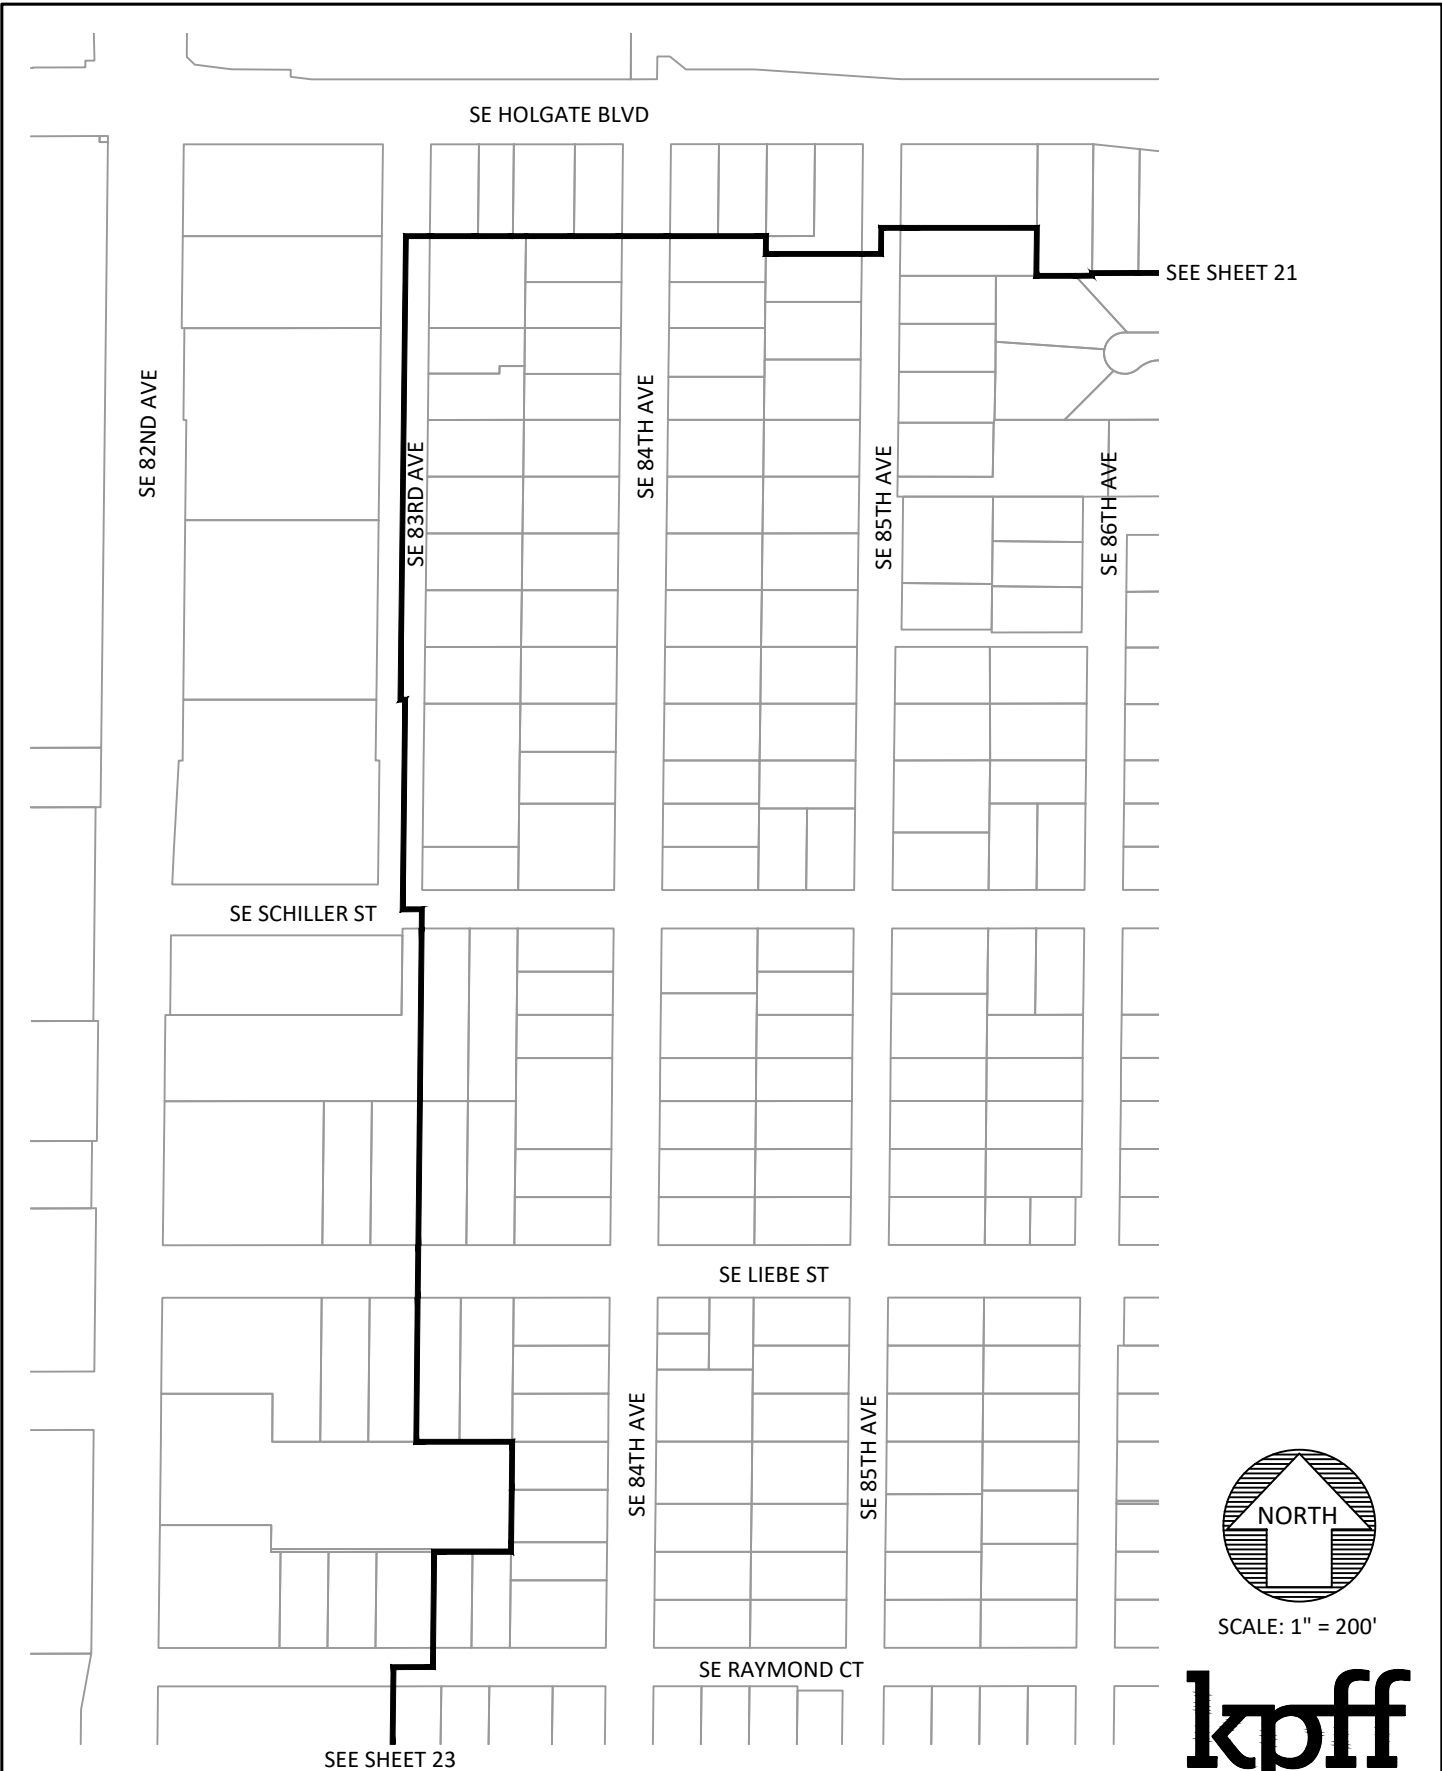 SE HOLGATE BLVD
SEE SHEET 21
SE 82ND AVE
SE 83RD AVE
SE 84TH AVE
SE 85TH AVE
SE 86TH AVE
SE SCHILLER ST
SE LIEBE ST
SE 84TH AVE
SE 85TH AVE
NORTH
SCALE: 1" = 200'
SE RAYMOND CT
kpff
SEE SHEET 23